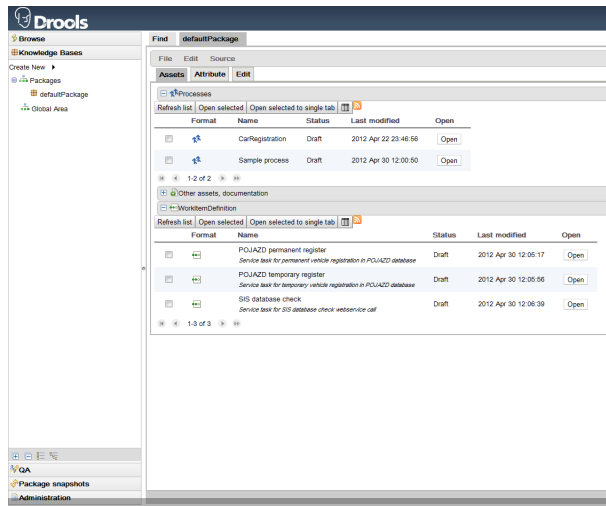 Drools
Browse
Knowledge Bases
Create New
Packages
defaultPackage
Global Area
QA
Package snapshots
Administration
Find defaultPackage
File Edit Source
Assets Attribute Edit
Processes
Refresh list Open selected Open selected to single tab
Format Name Status Last modified Open
CarRegistration Draft 2012 Apr 22 23:46:56 Open
Sample process Draft 2012 Apr 30 12:00:50 Open
1-2 of 2
Other assets, documentation
WorkItemDefinition
Refresh list Open selected Open selected to single tab
Format Name Status Last modified Open
POJAZD permanent register Draft 2012 Apr 30 12:05:17 Open
Service task for permanent vehicle registration in POJAZD database
POJAZD temporary register Draft 2012 Apr 30 12:05:56 Open
Service task for temporary vehicle registration in POJAZD database
SIS database check Draft 2012 Apr 30 12:06:39 Open
Service task for SIS database check webservice call
1-3 of 3